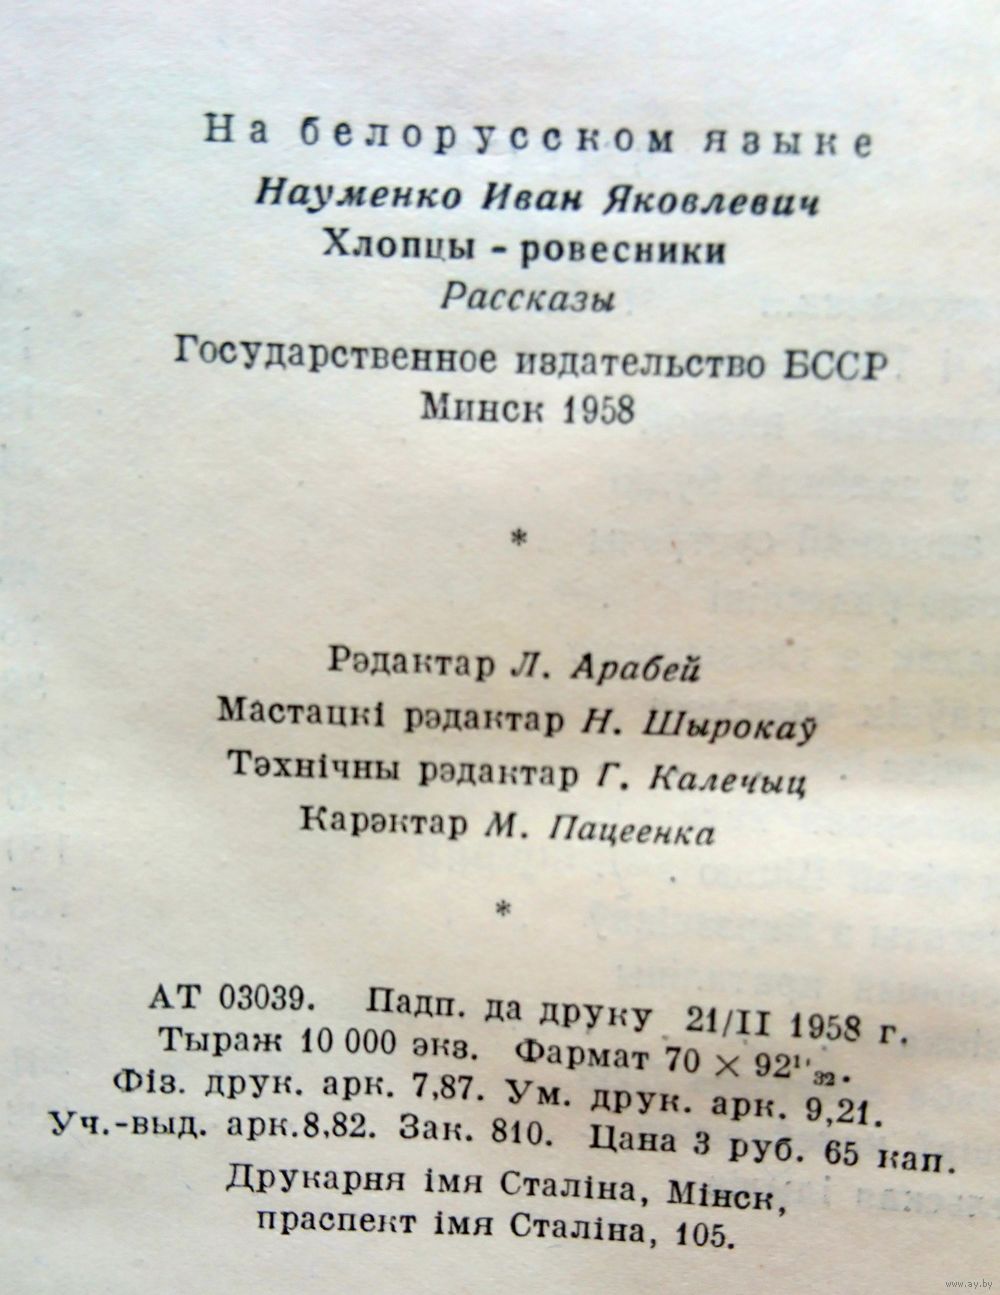 На белорусском языке
Науменко Иван Яковлевич
Хлопцы - ровесники
Рассказы
Государственное издательство БССР
Минск 1958
*
Рэдактар Л. Арабей
Мастацкі рэдактар Н. Шырокаў
Тэхнічны рэдактар Г. Калечыц
Карэктар М. Пацеенка
*
АТ 03039. Падп. да друку 21/II 1958 г.
Тыраж 10 000 экз. Фармат 70 × 92¹/₃₂.
Фіз. друк. арк. 7,87. Ум. друк. арк. 9,21.
Уч.-выд. арк.8,82. Зак. 810. Цана 3 руб. 65 кап.
Друкарня імя Сталіна, Мінск,
праспект імя Сталіна, 105.
www.ay.by